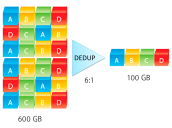 A B C D
D C A B
A C B D
D C A B
A C B D
DEDUP
6:1
A B C D
100 GB
600 GB